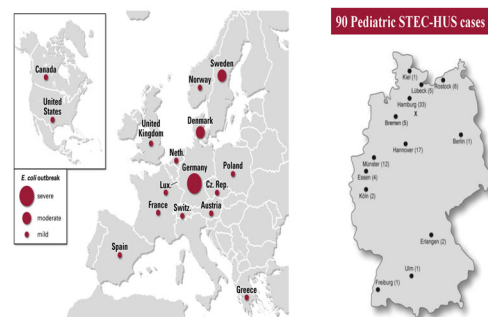 Canada
United
States
E. coli outbreak
severe
moderate
mild
Sweden
Norway
United
Kingdom
Denmark
Neth.
Germany
Poland
Lux.
Cz. Rep.
France
Switz.
Austria
Spain
Greece
90 Pediatric STEC-HUS cases
Kiel (1)
Lübeck (5)
Rostock (6)
Hamburg (33)
X
Bremen (5)
Berlin (1)
Hannover (17)
Münster (12)
Essen (4)
Köln (2)
Erlangen (2)
Ulm (1)
Freiburg (1)